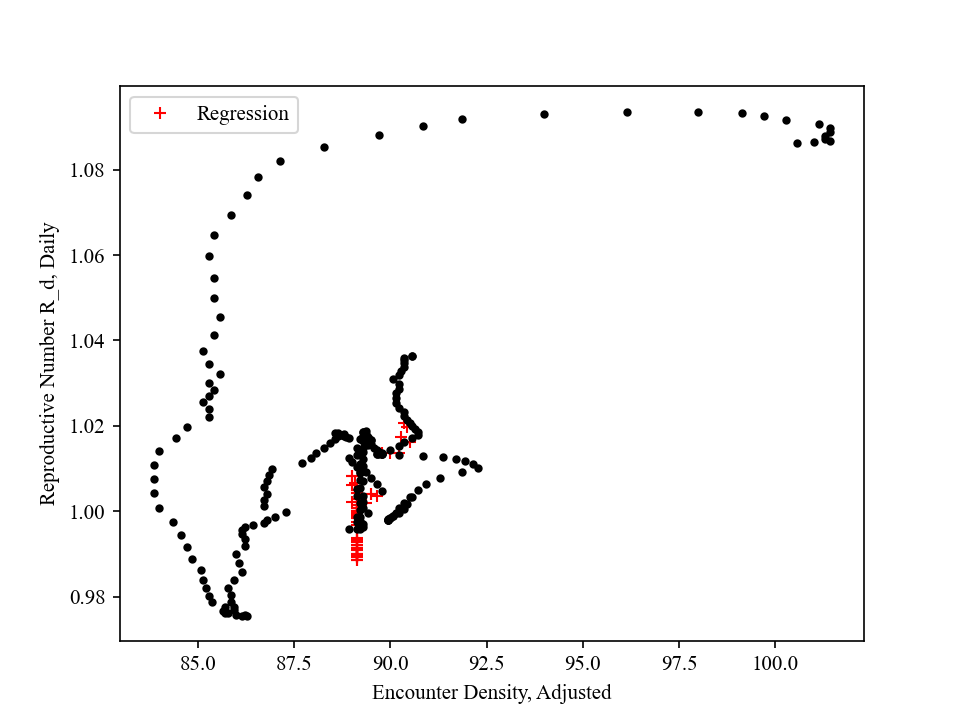 Regression
1.08
1.06
1.04
1.02
1.00
0.98
Reproductive Number R_d, Daily
85.0 87.5 90.0 92.5 95.0 97.5 100.0
Encounter Density, Adjusted